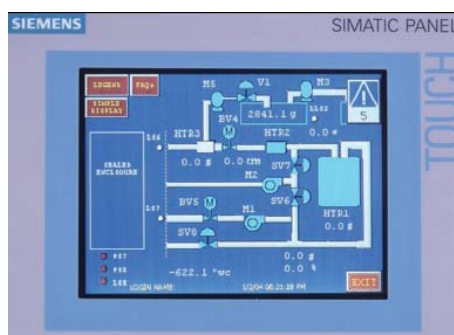 SIEMENS
SIMATIC PANEL
TOUCH
LEGEND
FAQs
SIMPLE
DISPLAY
M5
V1
M3
2841.1 g
5
BV4
HTR3
HTR2
0.0 g
0.0
SV7
M2
SEALED
ENCLOSURE
SV6
BV5
M1
HTR1
0.0 g
SV8
0.0 g
0.0 %
-622.1 "wc
LOGIN NAME:
EXIT